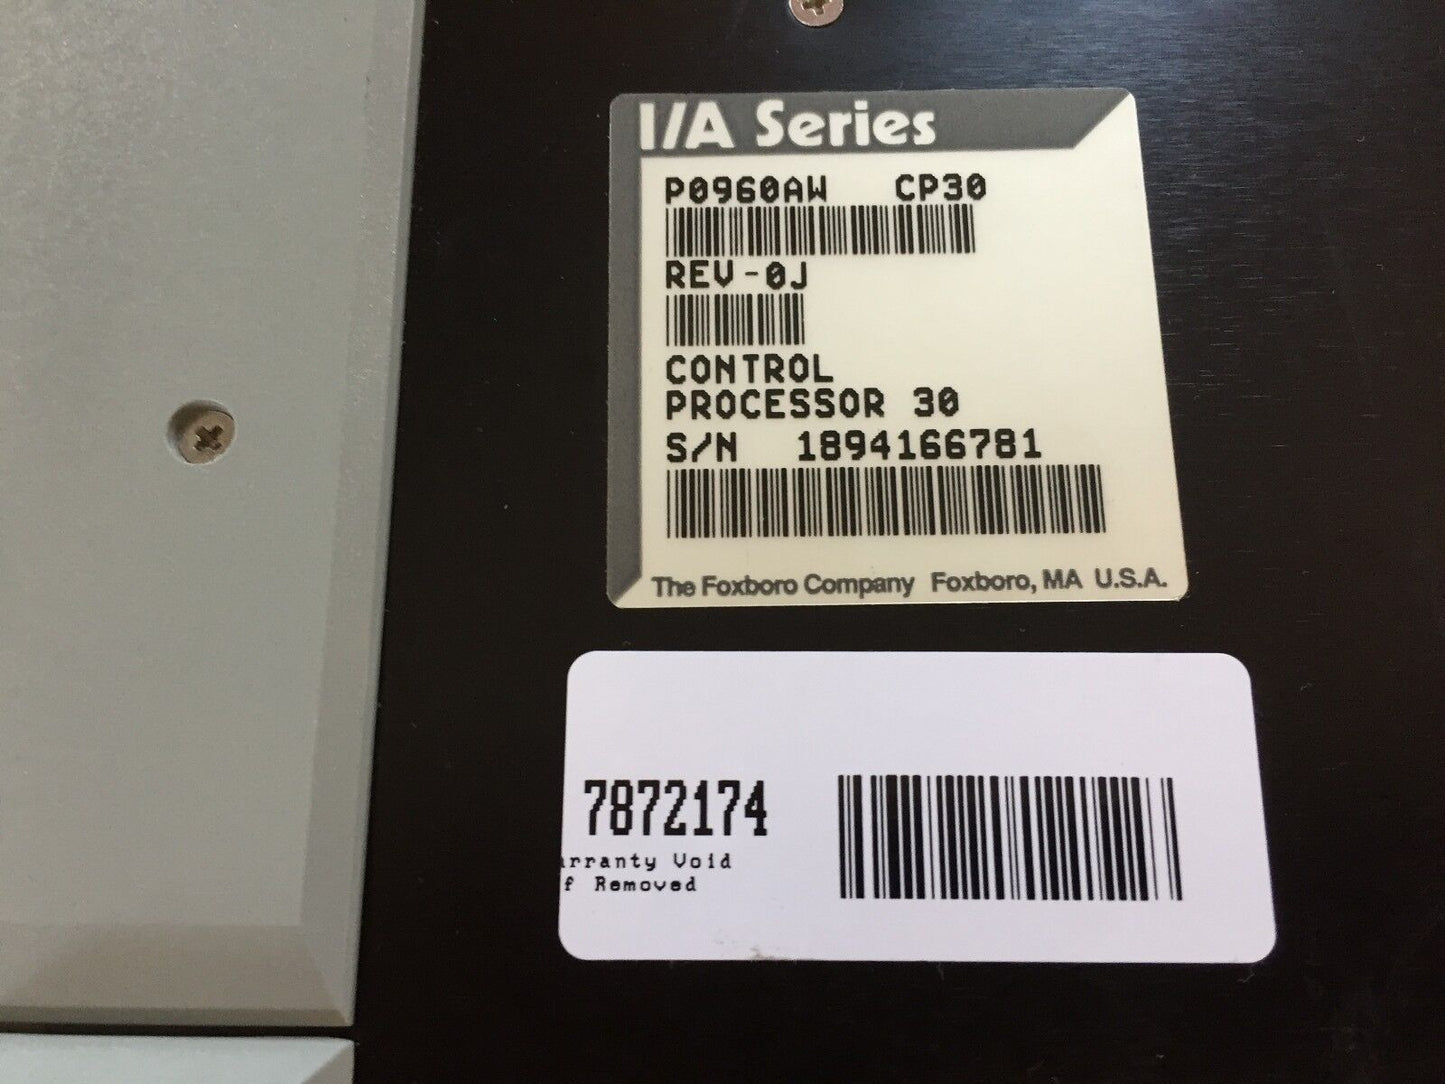 I/A Series
P0960AW CP30
REV-0J
CONTROL
PROCESSOR 30
S/N 1894166781
The Foxboro Company Foxboro, MA U.S.A.
7872174
arranty Void
f Removed